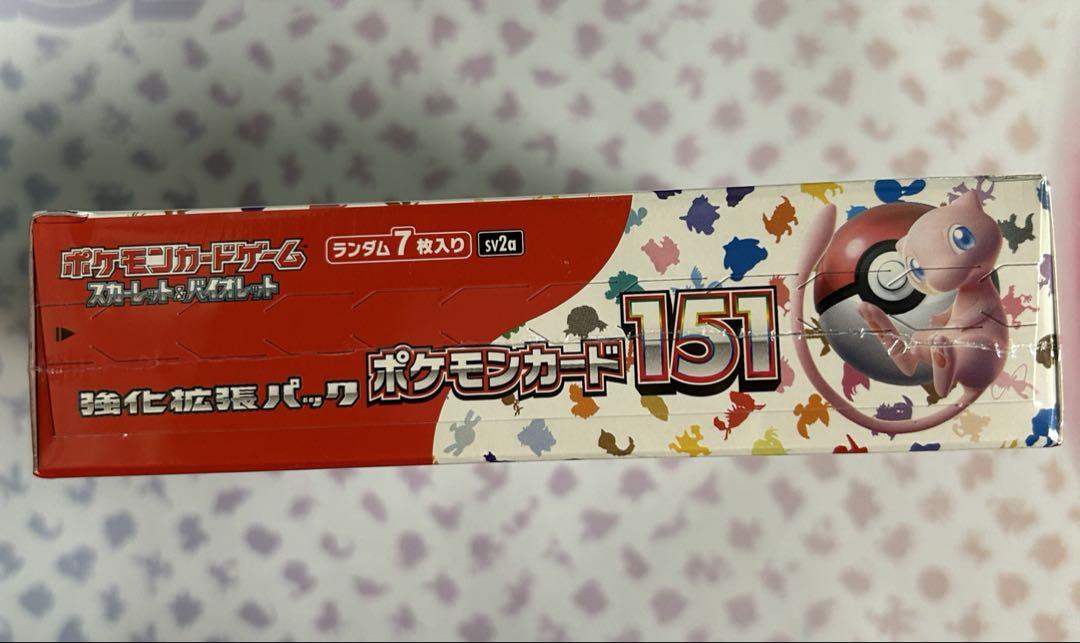 ポケモンカードゲーム
スカーレット&バイオレット
ランダム7枚入り
SV2a
強化拡張パック
ポケモンカード151